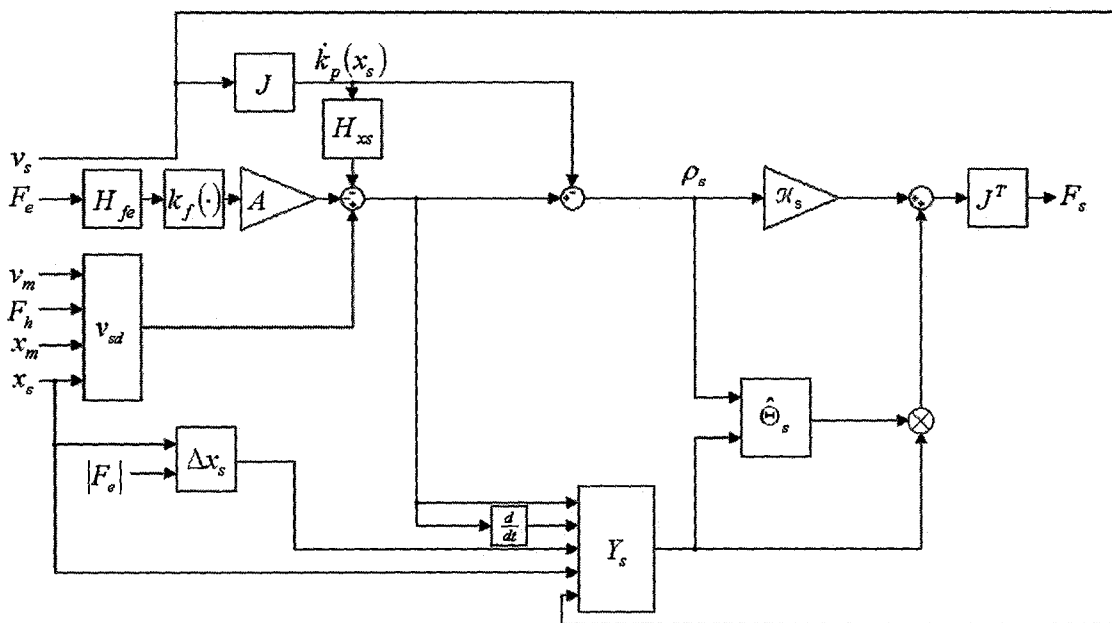 k̇_p(x_s)
J
H_xs
v_s
F_e
H_fe
k_f(·)
A
ρ_s
ℋ_s
J^T
F_s
v_m
F_h
x_m
x_s
v_sd
Θ̂_s
|F_e|
Δx_s
d/dt
Y_s